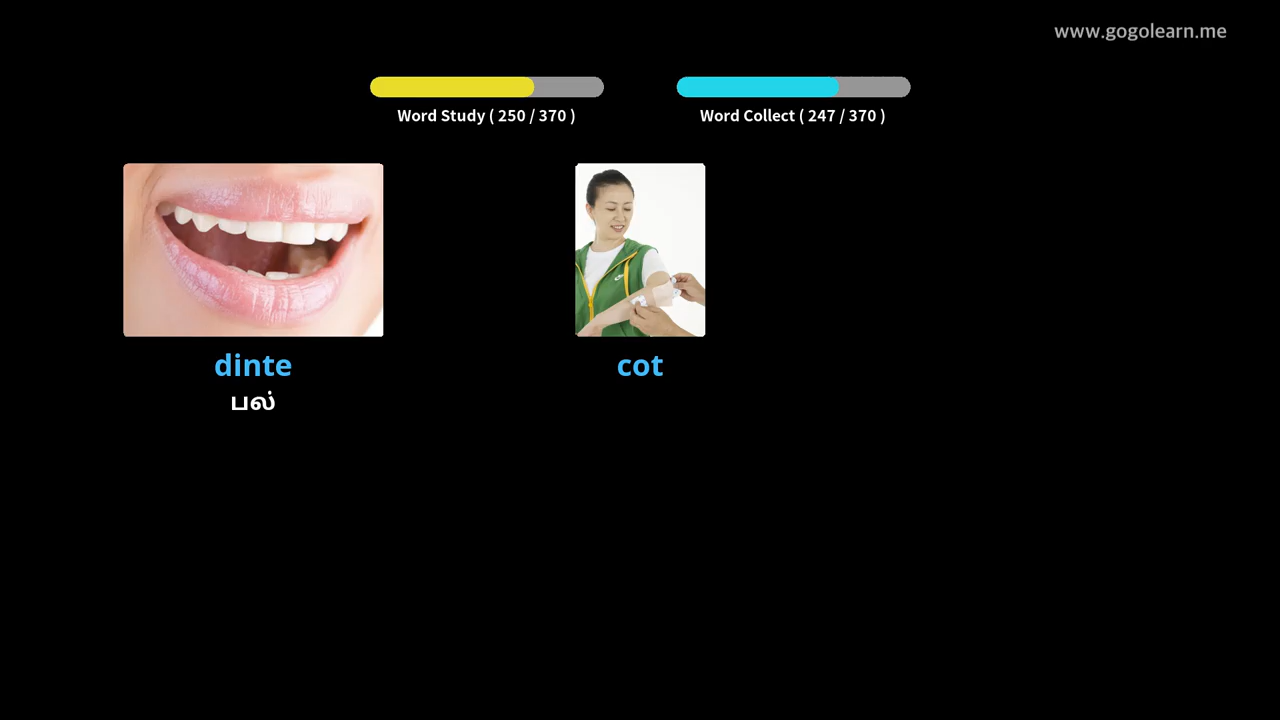 www.gogolearn.me
Word Study ( 250 / 370 )
Word Collect ( 247 / 370 )
dinte
பல்
cot